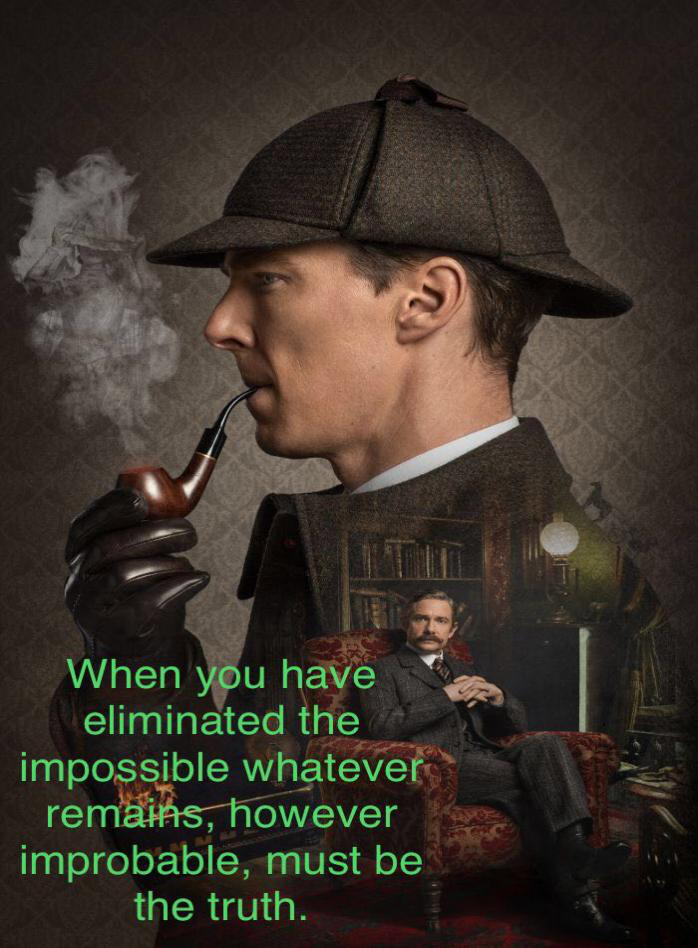 When you have
eliminated the
impossible whatever
remains, however
improbable, must be
the truth.